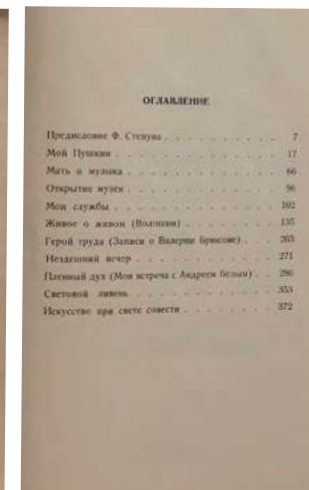 ОГЛАВЛЕНИЕ
Предисловие Ф. Степуна . . . . . . . . . . . 7
Мой Пушкин . . . . . . . . . . . . . 17
Мать и музыка . . . . . . . . . . . . 66
Открытие музея . . . . . . . . . . . . 96
Мои службы . . . . . . . . . . . . . 102
Живое о живом (Волошин) . . . . . . . . 135
Герой труда (Записи о Валерии Брюсове) . . . 203
Нездешний вечер . . . . . . . . . . . 271
Пленный дух (Моя встреча с Андреем Белым) . . 286
Световой ливень . . . . . . . . . . . 353
Искусство при свете совести . . . . . . . . 372